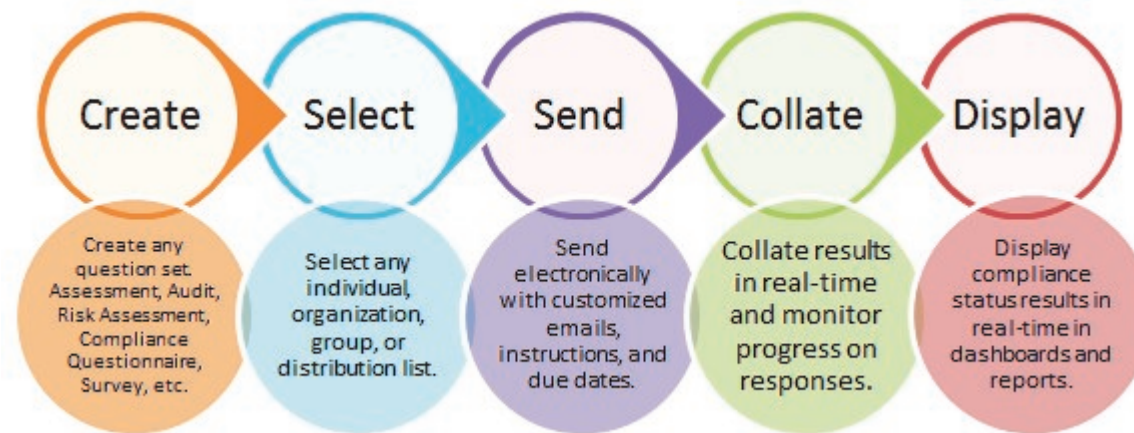 Create
Select
Send
Collate
Display
Create any
question set.
Assessment, Audit,
Risk Assessment,
Compliance
Questionnaire,
Survey, etc.
Select any
individual,
organization,
group, or
distribution list.
Send
electronically
with customized
emails,
instructions, and
due dates.
Collate results
in real-time
and monitor
progress on
responses.
Display
compliance
status results in
real-time in
dashboards and
reports.